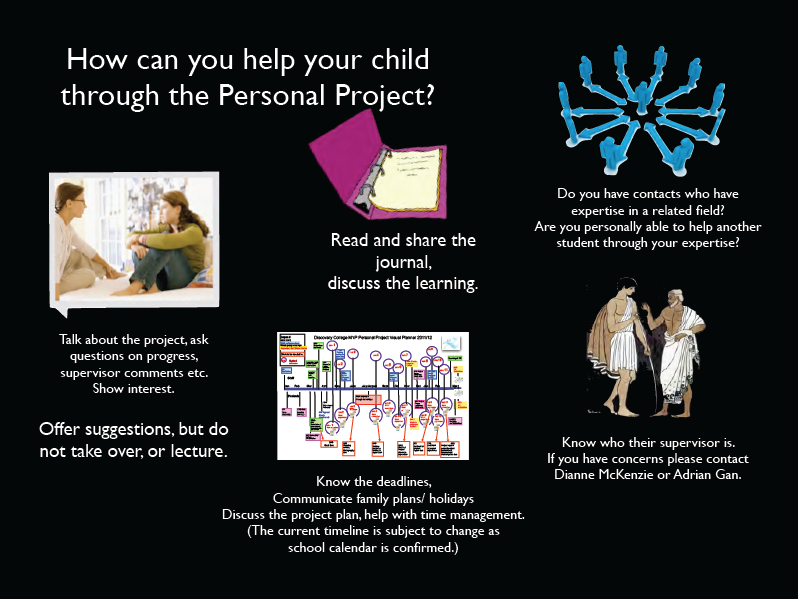 How can you help your child
through the Personal Project?
Do you have contacts who have
expertise in a related field?
Are you personally able to help another
student through your expertise?
Read and share the
journal,
discuss the learning.
Talk about the project, ask
questions on progress,
supervisor comments etc.
Show interest.
Offer suggestions, but do
not take over, or lecture.
Discovery College MYP Personal Project Visual Planner 2011/12
Know the deadlines,
Communicate family plans/ holidays
Discuss the project plan, help with time management.
(The current timeline is subject to change as
school calendar is confirmed.)
Know who their supervisor is.
If you have concerns please contact
Dianne McKenzie or Adrian Gan.